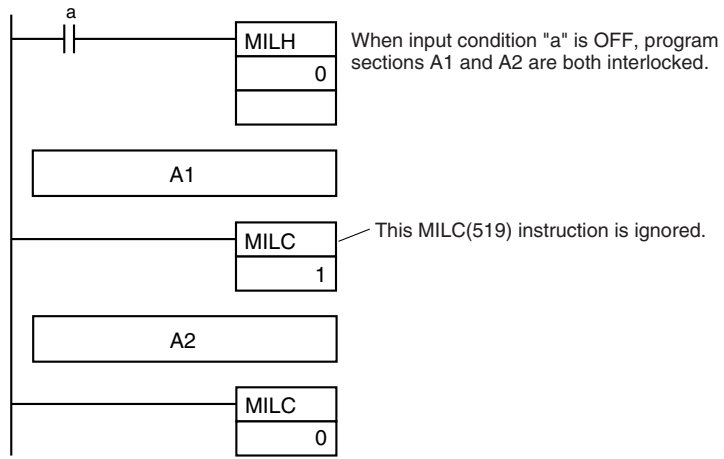 a
MILH
0
When input condition "a" is OFF, program
sections A1 and A2 are both interlocked.
A1
MILC
1
This MILC(519) instruction is ignored.
A2
MILC
0